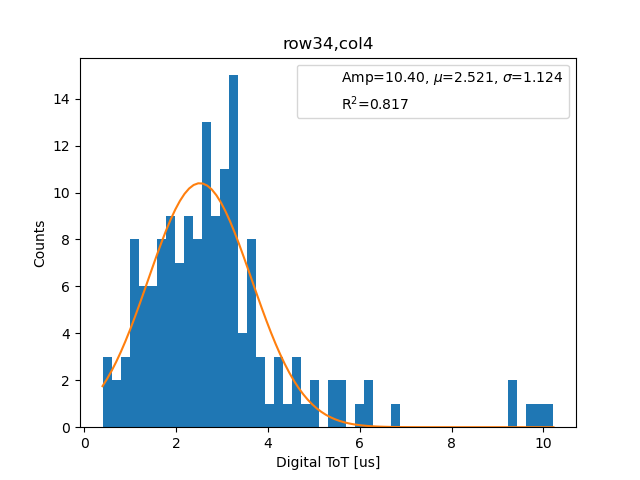 row34,col4
Amp=10.40, μ=2.521, σ=1.124
R²=0.817
14
12
10
8
6
4
2
0
Counts
0 2 4 6 8 10
Digital ToT [us]